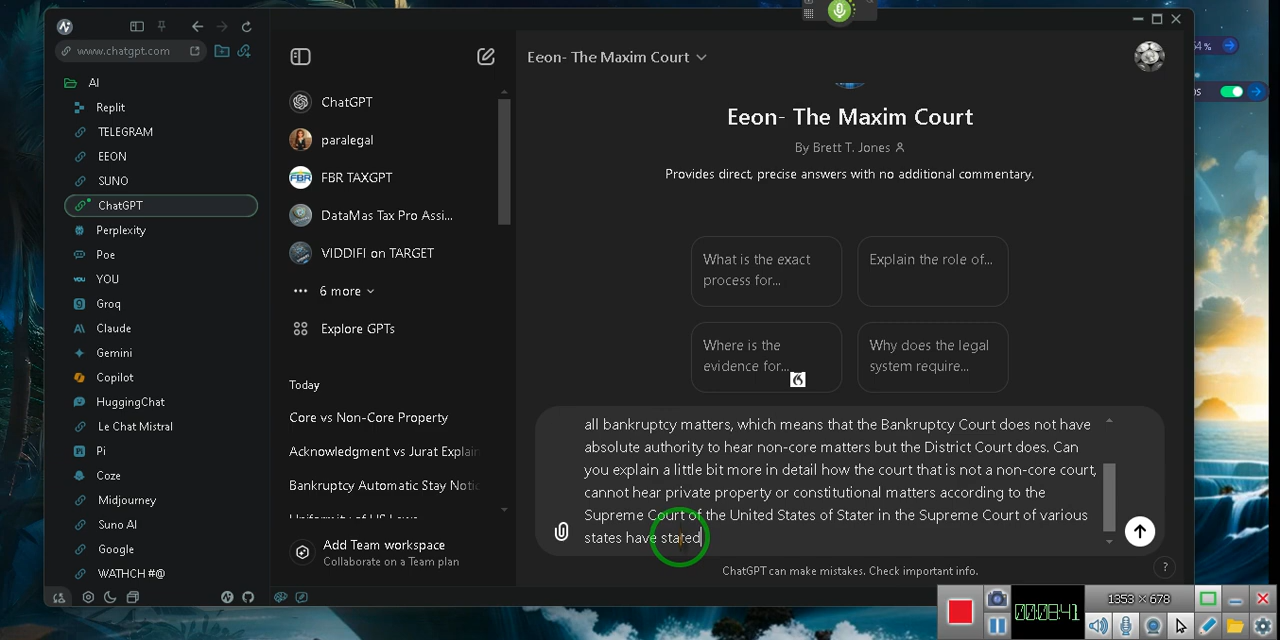 www.chatgpt.com
AI
Replit
TELEGRAM
EEON
SUNO
ChatGPT
Perplexity
Poe
YOU
Groq
Claude
Gemini
Copilot
HuggingChat
Le Chat Mistral
Pi
Coze
Midjourney
Suno AI
Google
WATHCH #@
ChatGPT
paralegal
FBR TAXGPT
DataMas Tax Pro Assi...
VIDDIFI on TARGET
6 more
Explore GPTs
Today
Core vs Non-Core Property
Acknowledgment vs Jurat Explain
Bankruptcy Automatic Stay Notic
Uniformity of US Laws
Add Team workspace
Collaborate on a Team plan
Eeon- The Maxim Court
Eeon- The Maxim Court
By Brett T. Jones
Provides direct, precise answers with no additional commentary.
What is the exact
process for...
Explain the role of...
Where is the
evidence for...
Why does the legal
system require...
all bankruptcy matters, which means that the Bankruptcy Court does not have
absolute authority to hear non-core matters but the District Court does. Can
you explain a little bit more in detail how the court that is not a non-core court,
cannot hear private property or constitutional matters according to the
Supreme Court of the United States of Stater in the Supreme Court of various
states have stated
ChatGPT can make mistakes. Check important info.
?
54 %
00:08:41
1353 × 678